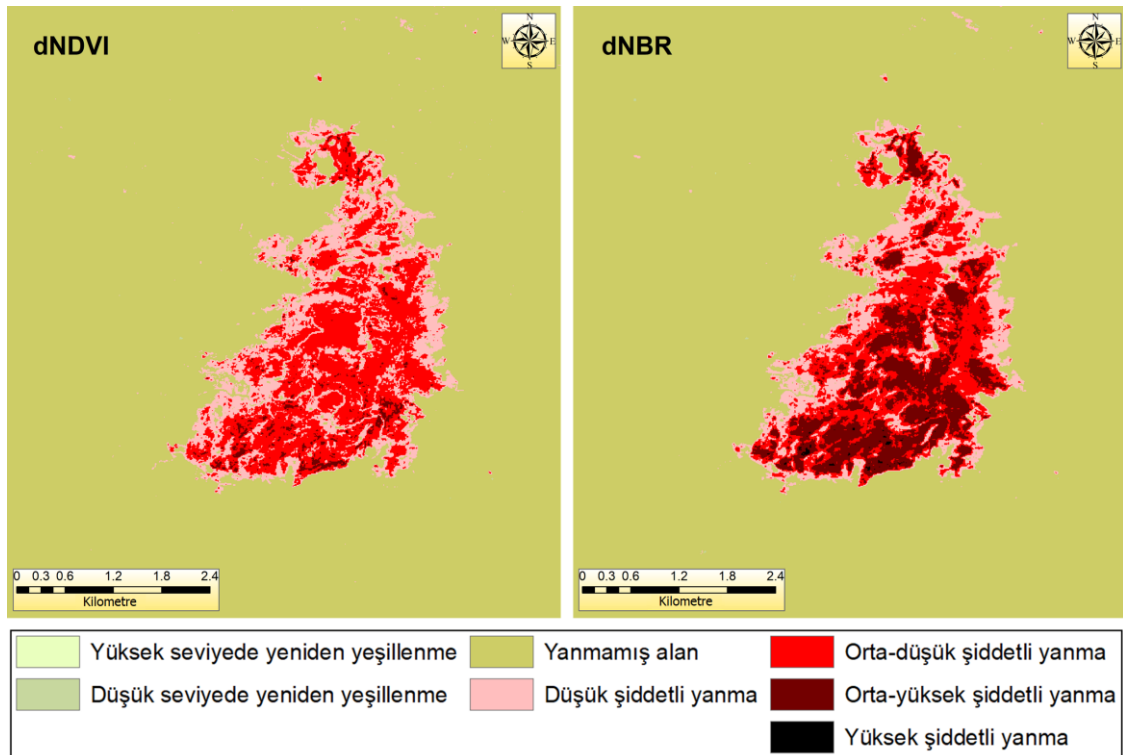 dNDVI
N
W E
S
dNBR
N
W E
S
0 0.3 0.6 1.2 1.8 2.4
Kilometre
0 0.3 0.6 1.2 1.8 2.4
Kilometre
Yüksek seviyede yeniden yeşillenme
Düşük seviyede yeniden yeşillenme
Yanmamış alan
Düşük şiddetli yanma
Orta-düşük şiddetli yanma
Orta-yüksek şiddetli yanma
Yüksek şiddetli yanma